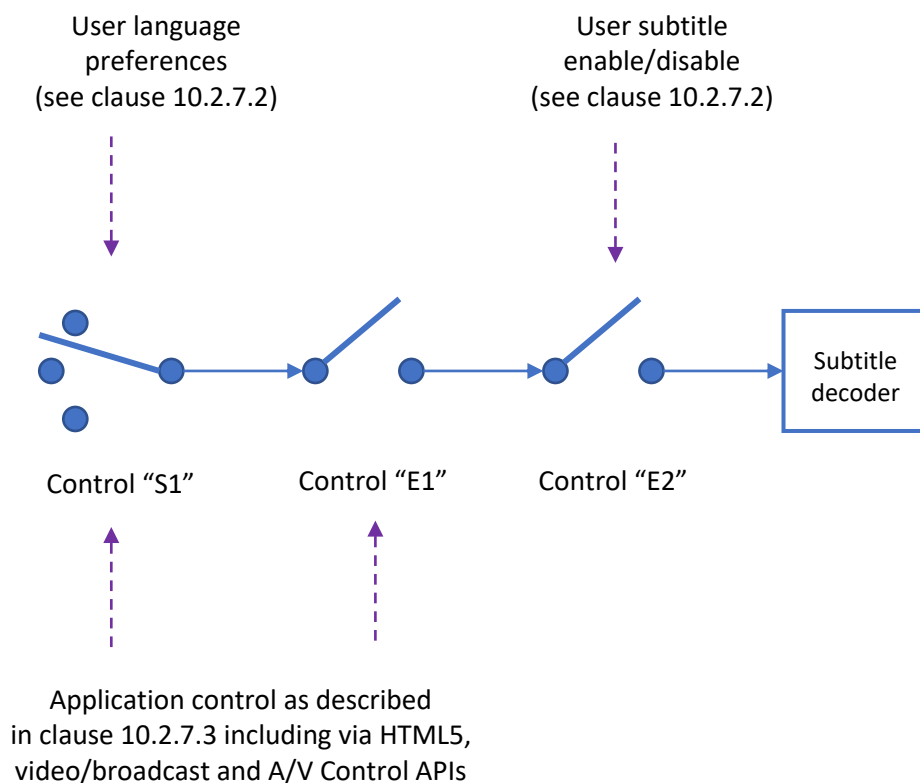 User language
preferences
(see clause 10.2.7.2)
User subtitle
enable/disable
(see clause 10.2.7.2)
Subtitle
decoder
Control “S1”
Control “E1”
Control “E2”
Application control as described
in clause 10.2.7.3 including via HTML5,
video/broadcast and A/V Control APIs